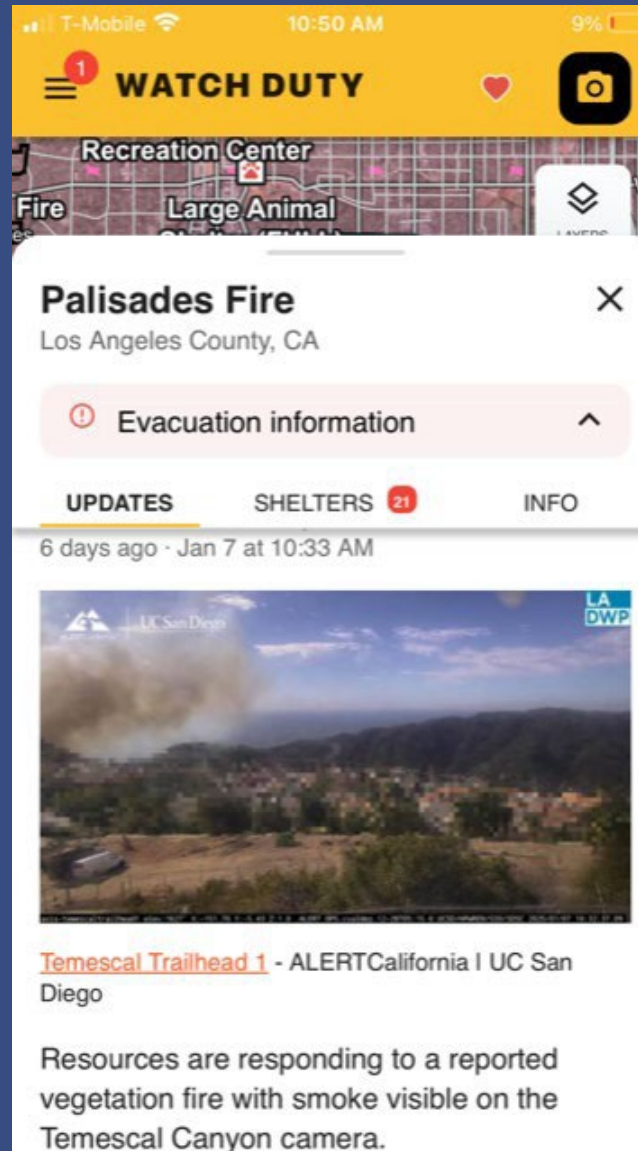 T-Mobile 10:50 AM 9%
1
WATCH DUTY
Recreation Center
Fire
Large Animal
LAYERS
Palisades Fire
Los Angeles County, CA
Evacuation information
UPDATES SHELTERS 21 INFO
6 days ago · Jan 7 at 10:33 AM
UC San Diego
LA
DWP
Temescal Trailhead 1 - ALERTCalifornia | UC San
Diego
Resources are responding to a reported
vegetation fire with smoke visible on the
Temescal Canyon camera.